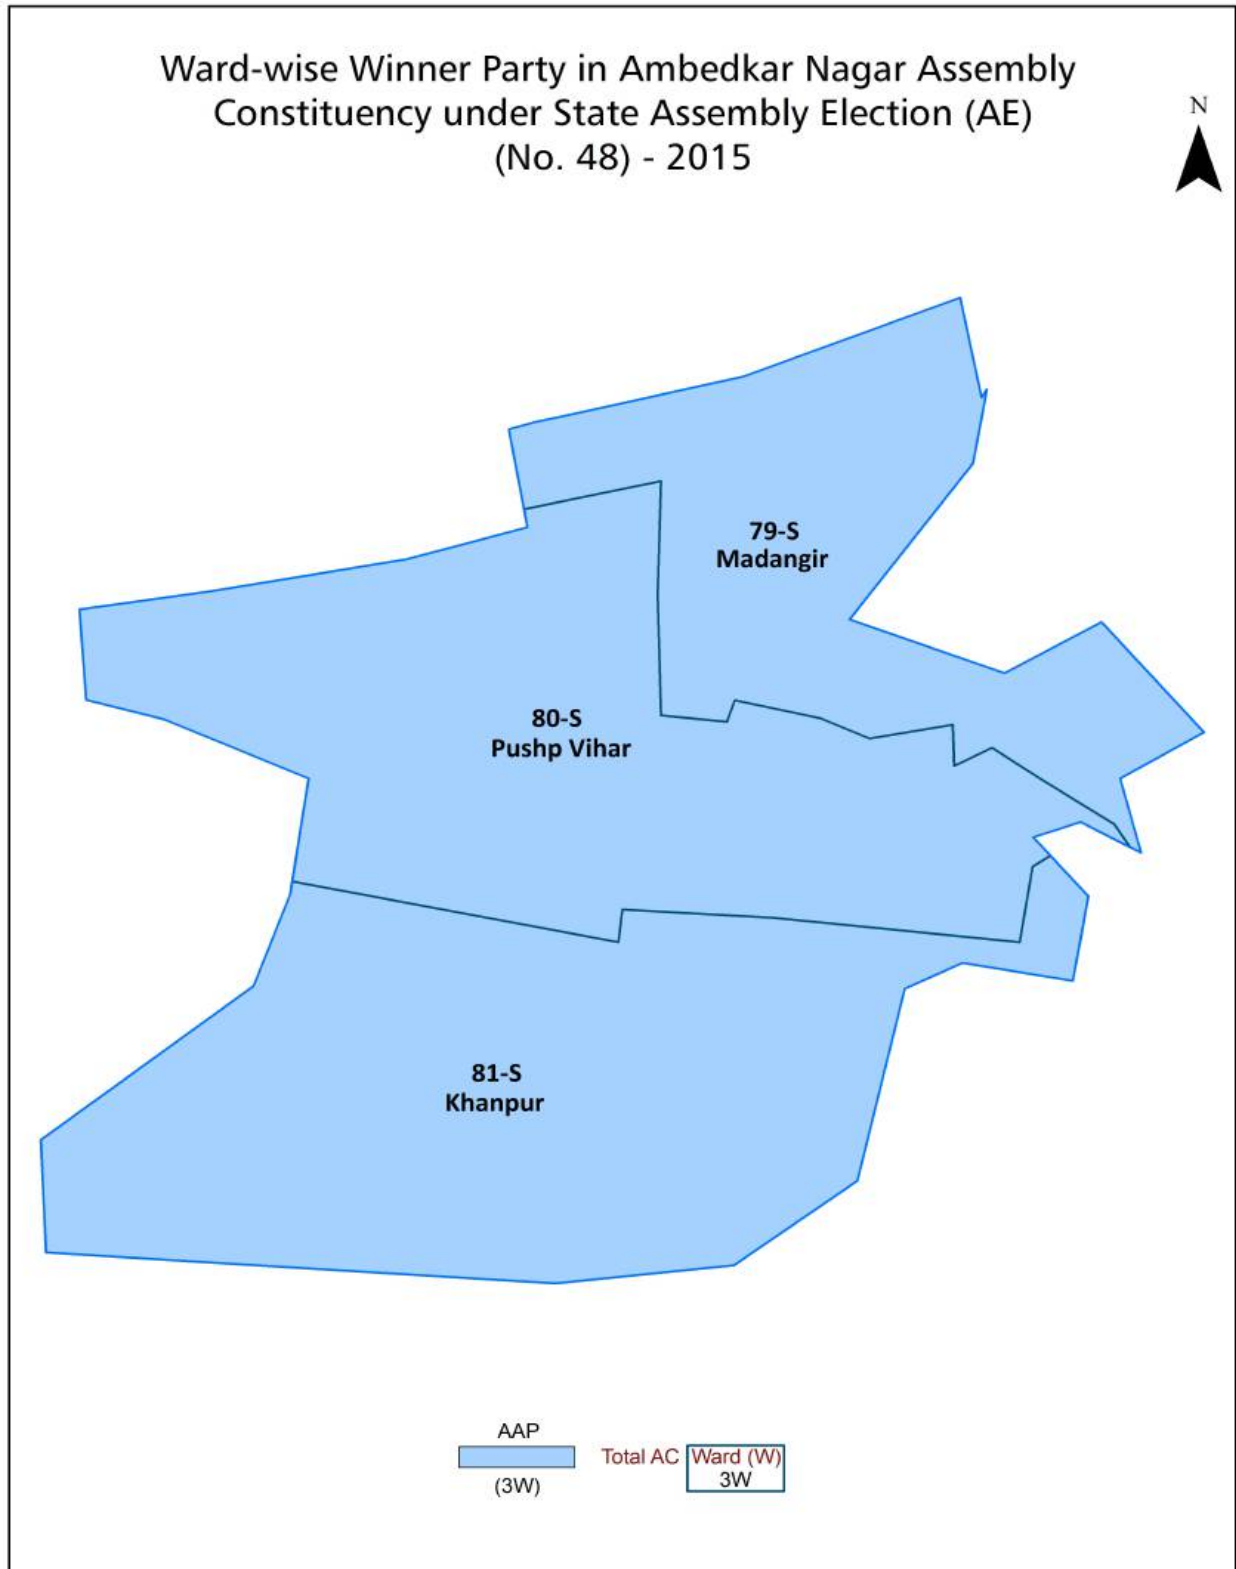 Ward-wise Winner Party in Ambedkar Nagar Assembly
Constituency under State Assembly Election (AE)
(No. 48) - 2015
N
79-S
Madangir
80-S
Pushp Vihar
81-S
Khanpur
AAP
(3W)
Total AC
Ward (W)
3W